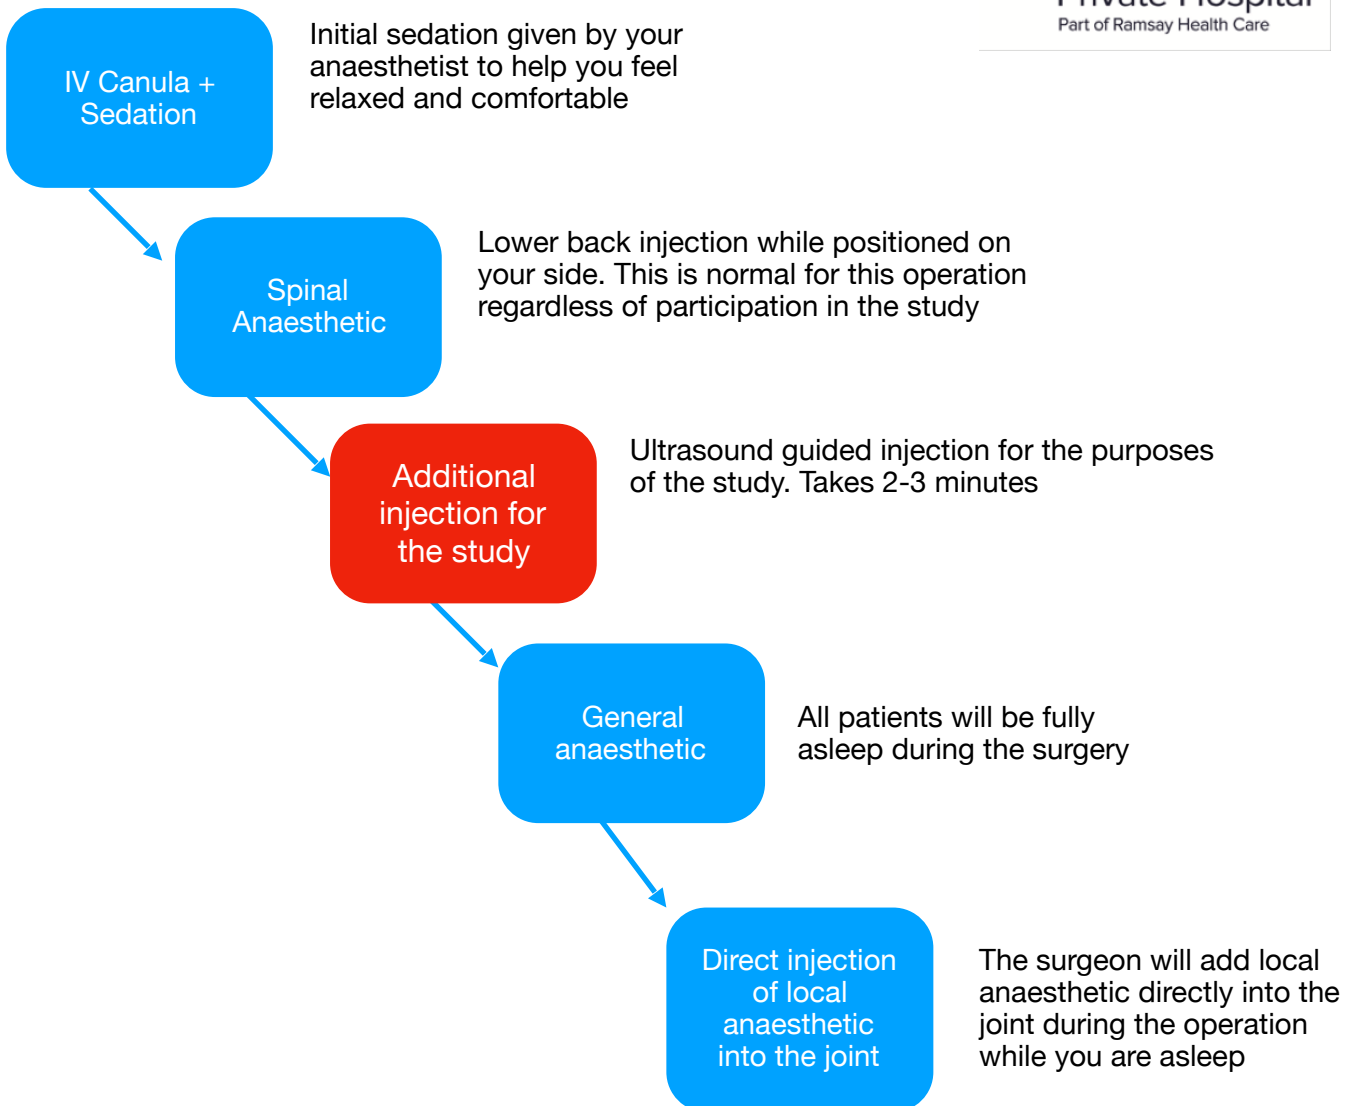 Private Hospital
Part of Ramsay Health Care
IV Canula +
Sedation
Initial sedation given by your
anaesthetist to help you feel
relaxed and comfortable
Spinal
Anaesthetic
Lower back injection while positioned on
your side. This is normal for this operation
regardless of participation in the study
Additional
injection for
the study
Ultrasound guided injection for the purposes
of the study. Takes 2-3 minutes
General
anaesthetic
All patients will be fully
asleep during the surgery
Direct injection
of local
anaesthetic
into the joint
The surgeon will add local
anaesthetic directly into the
joint during the operation
while you are asleep